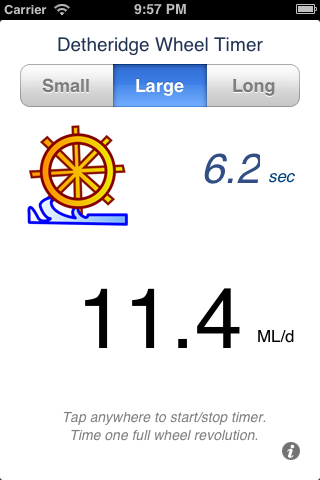 Carrier 9:57 PM
Detheridge Wheel Timer
Small Large Long
6.2 sec
11.4 ML/d
Tap anywhere to start/stop timer.
Time one full wheel revolution.
i